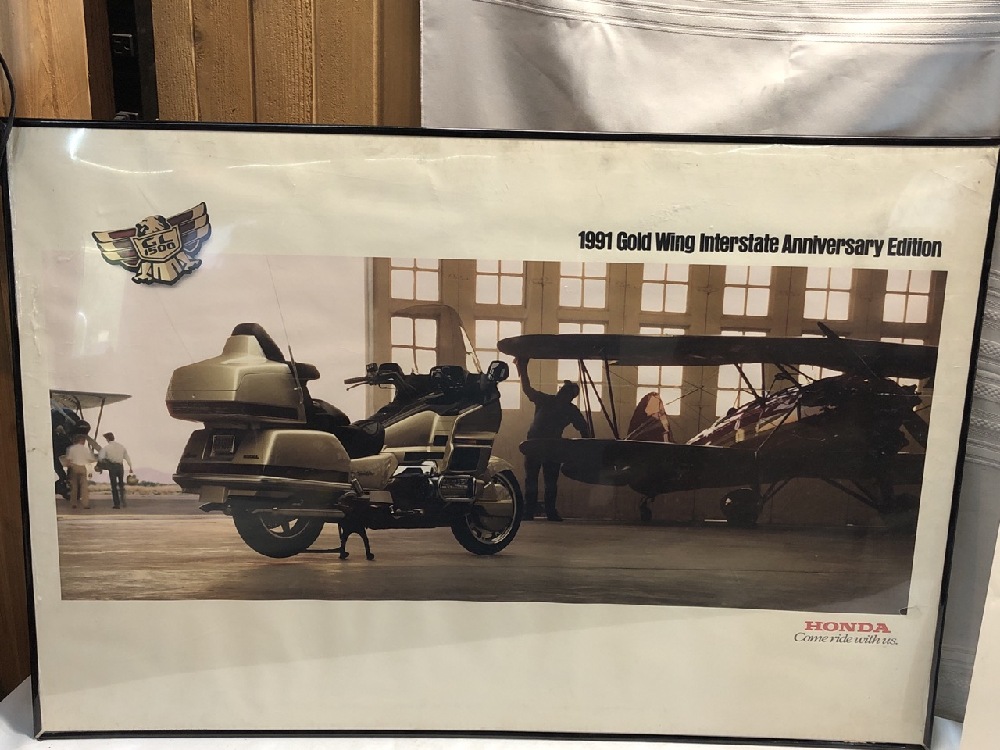 GL
1500
1991 Gold Wing Interstate Anniversary Edition
HONDA
Come ride with us.